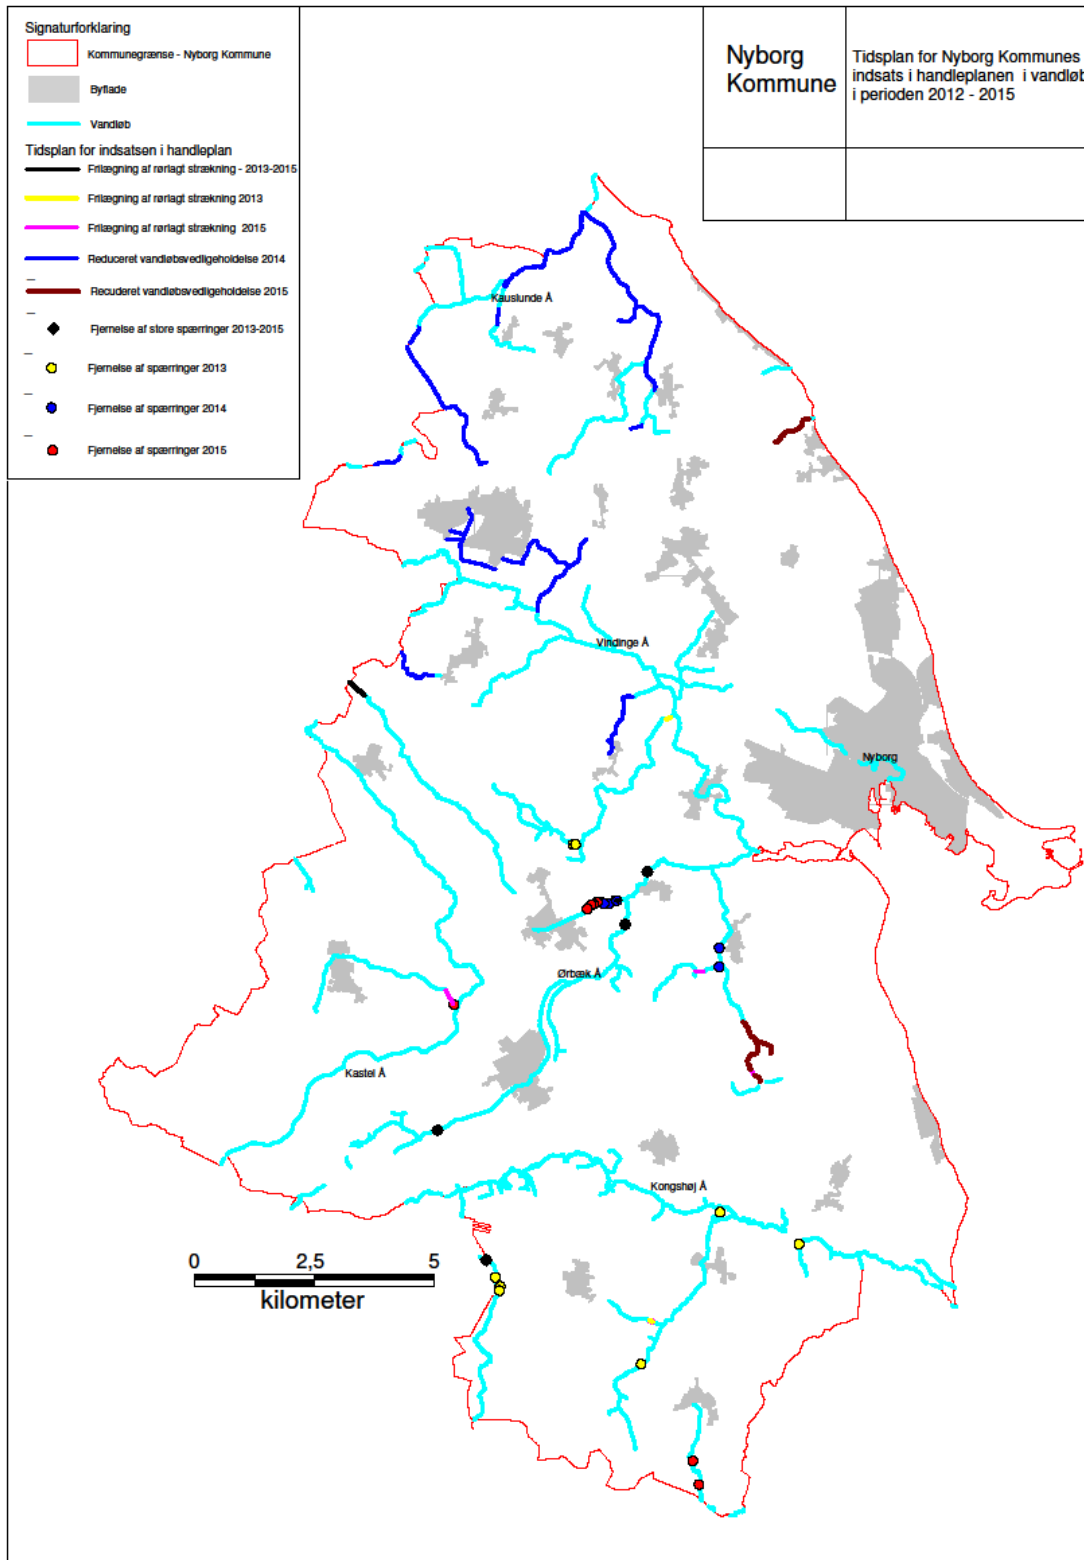 Signaturforklaring
Kommunegrænse - Nyborg Kommune
Byflade
Vandløb
Tidsplan for indsatsen i handleplan
Frilægning af rørlagt strækning - 2013-2015
Frilægning af rørlagt strækning 2013
Frilægning af rørlagt strækning 2015
Reduceret vandløbsvedligeholdelse 2014
Recuderet vandløbsvedligeholdelse 2015
Fjernelse af store spærringer 2013-2015
Fjernelse af spærringer 2013
Fjernelse af spærringer 2014
Fjernelse af spærringer 2015
Nyborg
Kommune
Tidsplan for Nyborg Kommunes
indsats i handleplanen i vandløb
i perioden 2012 - 2015
Kauslunde Å
Vindinge Å
Nyborg
Ørbæk Å
Kastel Å
Kongshøj Å
0 2,5 5
kilometer